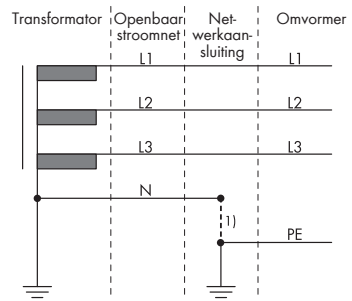 Transformator
Openbaar
stroomnet
Net-
werkaan-
sluiting
Omvormer
L1
L1
L2
L2
L3
L3
N
1)
PE